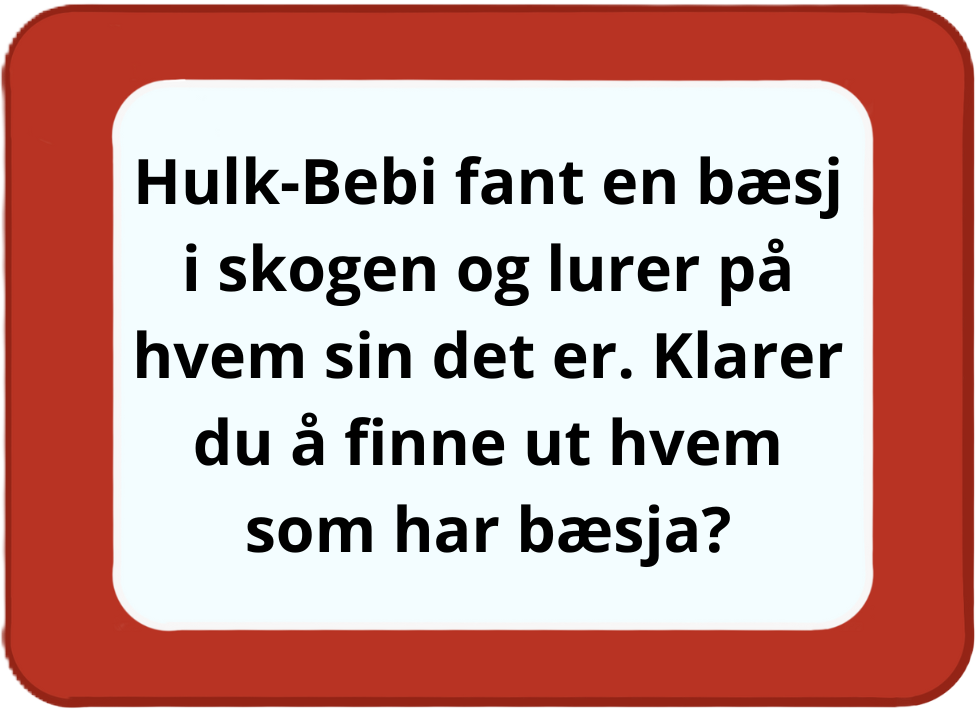 Hulk-Bebi fant en bæsj
i skogen og lurer på
hvem sin det er. Klarer
du å finne ut hvem
som har bæsja?